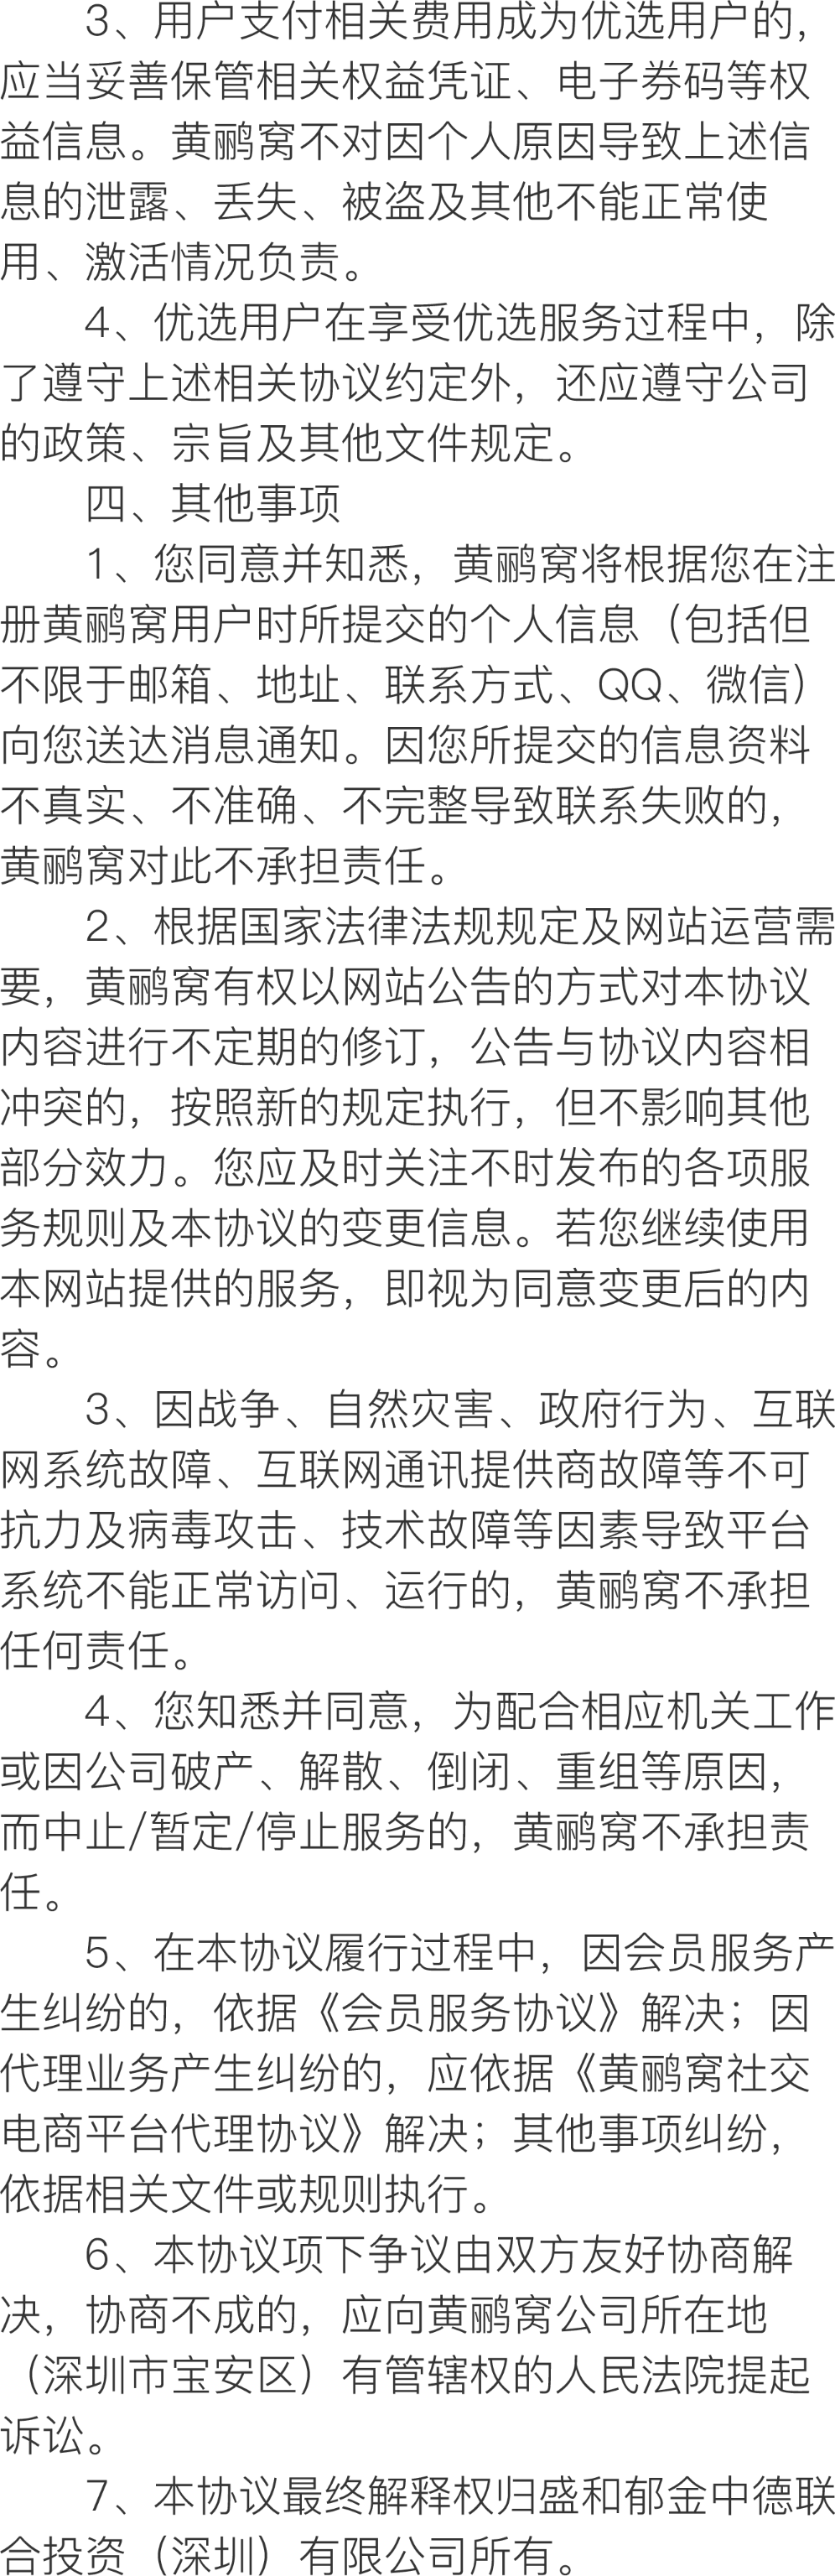 3、用户支付相关费用成为优选用户的，
应当妥善保管相关权益凭证、电子券码等权
益信息。黄鹂窝不对因个人原因导致上述信
息的泄露、丢失、被盗及其他不能正常使
用、激活情况负责。
4、优选用户在享受优选服务过程中，除
了遵守上述相关协议约定外，还应遵守公司
的政策、宗旨及其他文件规定。
四、其他事项
1、您同意并知悉，黄鹂窝将根据您在注
册黄鹂窝用户时所提交的个人信息（包括但
不限于邮箱、地址、联系方式、QQ、微信）
向您送达消息通知。因您所提交的信息资料
不真实、不准确、不完整导致联系失败的，
黄鹂窝对此不承担责任。
2、根据国家法律法规规定及网站运营需
要，黄鹂窝有权以网站公告的方式对本协议
内容进行不定期的修订，公告与协议内容相
冲突的，按照新的规定执行，但不影响其他
部分效力。您应及时关注不时发布的各项服
务规则及本协议的变更信息。若您继续使用
本网站提供的服务，即视为同意变更后的内
容。
3、因战争、自然灾害、政府行为、互联
网系统故障、互联网通讯提供商故障等不可
抗力及病毒攻击、技术故障等因素导致平台
系统不能正常访问、运行的，黄鹂窝不承担
任何责任。
4、您知悉并同意，为配合相应机关工作
或因公司破产、解散、倒闭、重组等原因，
而中止/暂定/停止服务的，黄鹂窝不承担责
任。
5、在本协议履行过程中，因会员服务产
生纠纷的，依据《会员服务协议》解决；因
代理业务产生纠纷的，应依据《黄鹂窝社交
电商平台代理协议》解决；其他事项纠纷，
依据相关文件或规则执行。
6、本协议项下争议由双方友好协商解
决，协商不成的，应向黄鹂窝公司所在地
（深圳市宝安区）有管辖权的人民法院提起
诉讼。
7、本协议最终解释权归盛和郁金中德联
合投资（深圳）有限公司所有。